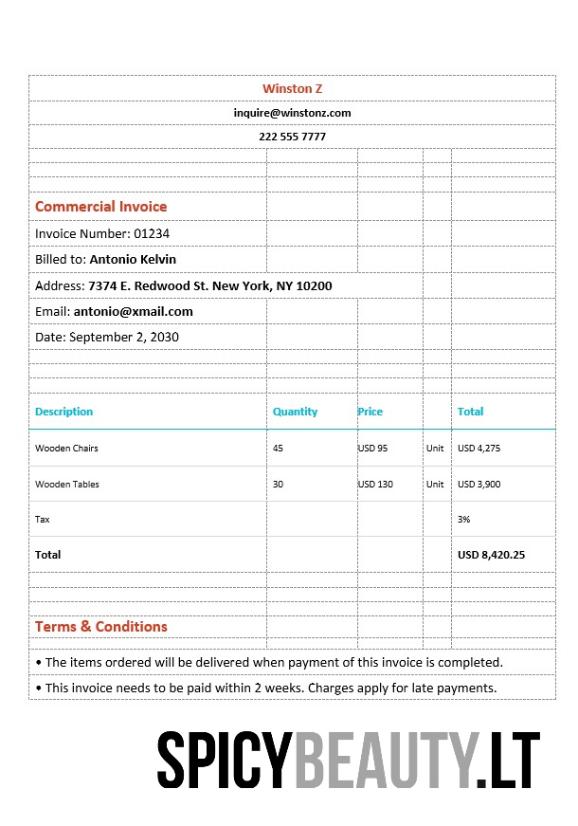 Winston Z
inquire@winstonz.com
222 555 7777
Commercial Invoice
Invoice Number: 01234
Billed to: Antonio Kelvin
Address: 7374 E. Redwood St. New York, NY 10200
Email: antonio@xmail.com
Date: September 2, 2030
Description Quantity Price Total
Wooden Chairs 45 USD 95 Unit USD 4,275
Wooden Tables 30 USD 130 Unit USD 3,900
Tax 3%
Total USD 8,420.25
Terms & Conditions
• The items ordered will be delivered when payment of this invoice is completed.
• This invoice needs to be paid within 2 weeks. Charges apply for late payments.
SPICYBEAUTY.LT